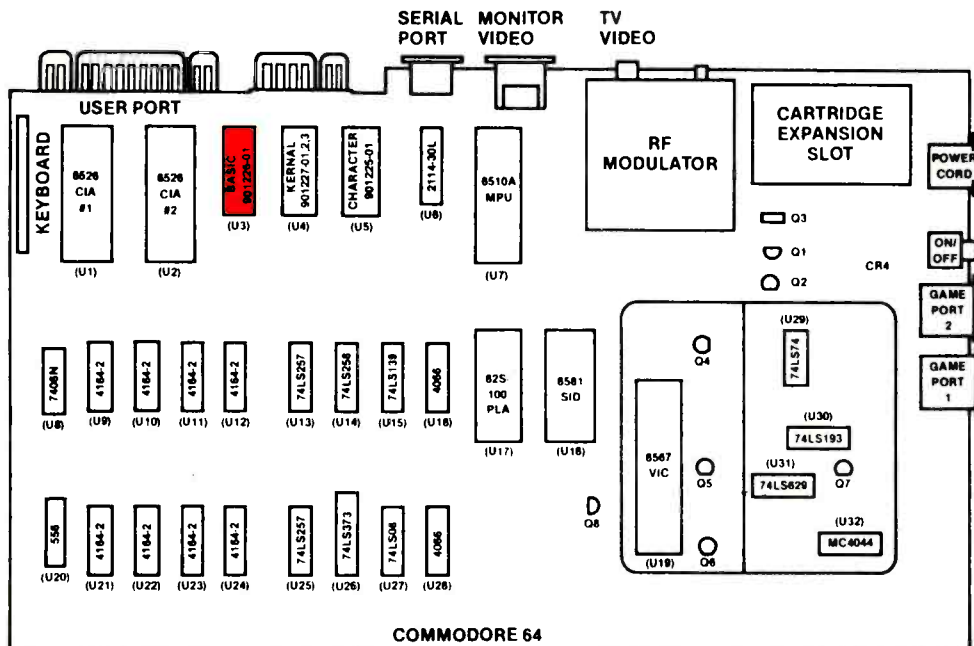 SERIAL PORT
MONITOR VIDEO
TV VIDEO
USER PORT
KEYBOARD
6526 CIA #1
(U1)
6526 CIA #2
(U2)
BASIC 901226-01
(U3)
KERNAL 901227-01,2,3
(U4)
CHARACTER 901225-01
(U5)
2114-30L
(U6)
6510A MPU
(U7)
RF MODULATOR
CARTRIDGE EXPANSION SLOT
POWER CORD
Q3
Q1
Q2
CR4
ON/OFF
GAME PORT 2
GAME PORT 1
7406N
(U8)
4164-2
(U9)
4164-2
(U10)
4164-2
(U11)
4164-2
(U12)
74LS257
(U13)
74LS258
(U14)
74LS139
(U15)
4066
(U16)
82S 100 PLA
(U17)
6581 SID
(U18)
Q4
(U29)
74LS74
(U30)
74LS193
(U31)
74LS629
Q7
(U32)
MC4044
6567 VIC
(U19)
Q5
Q6
Q8
556
(U20)
4164-2
(U21)
4164-2
(U22)
4164-2
(U23)
4164-2
(U24)
74LS257
(U25)
74LS373
(U26)
74LS08
(U27)
4066
(U28)
COMMODORE 64